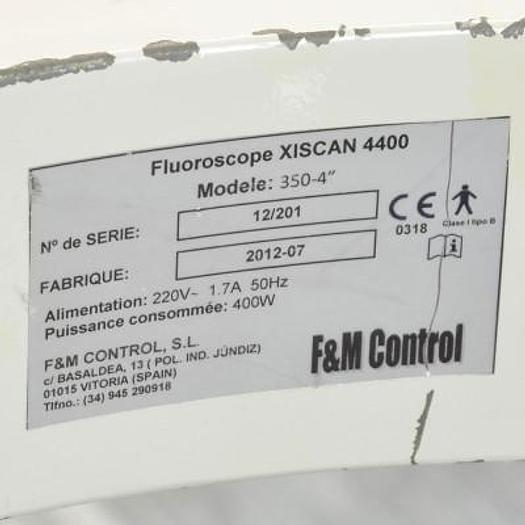 Fluoroscope XISCAN 4400
Modele: 350-4"
Nº de SERIE: 12/201
FABRIQUE: 2012-07
CE 0318
Clase I tipo B
i
Alimentation: 220V~ 1.7A 50Hz
Puissance consommée: 400W
F&M CONTROL, S.L.
c/ BASALDEA, 13 ( POL. IND. JÚNDIZ)
01015 VITORIA (SPAIN)
Tlfno.: (34) 945 290918
F&M Control